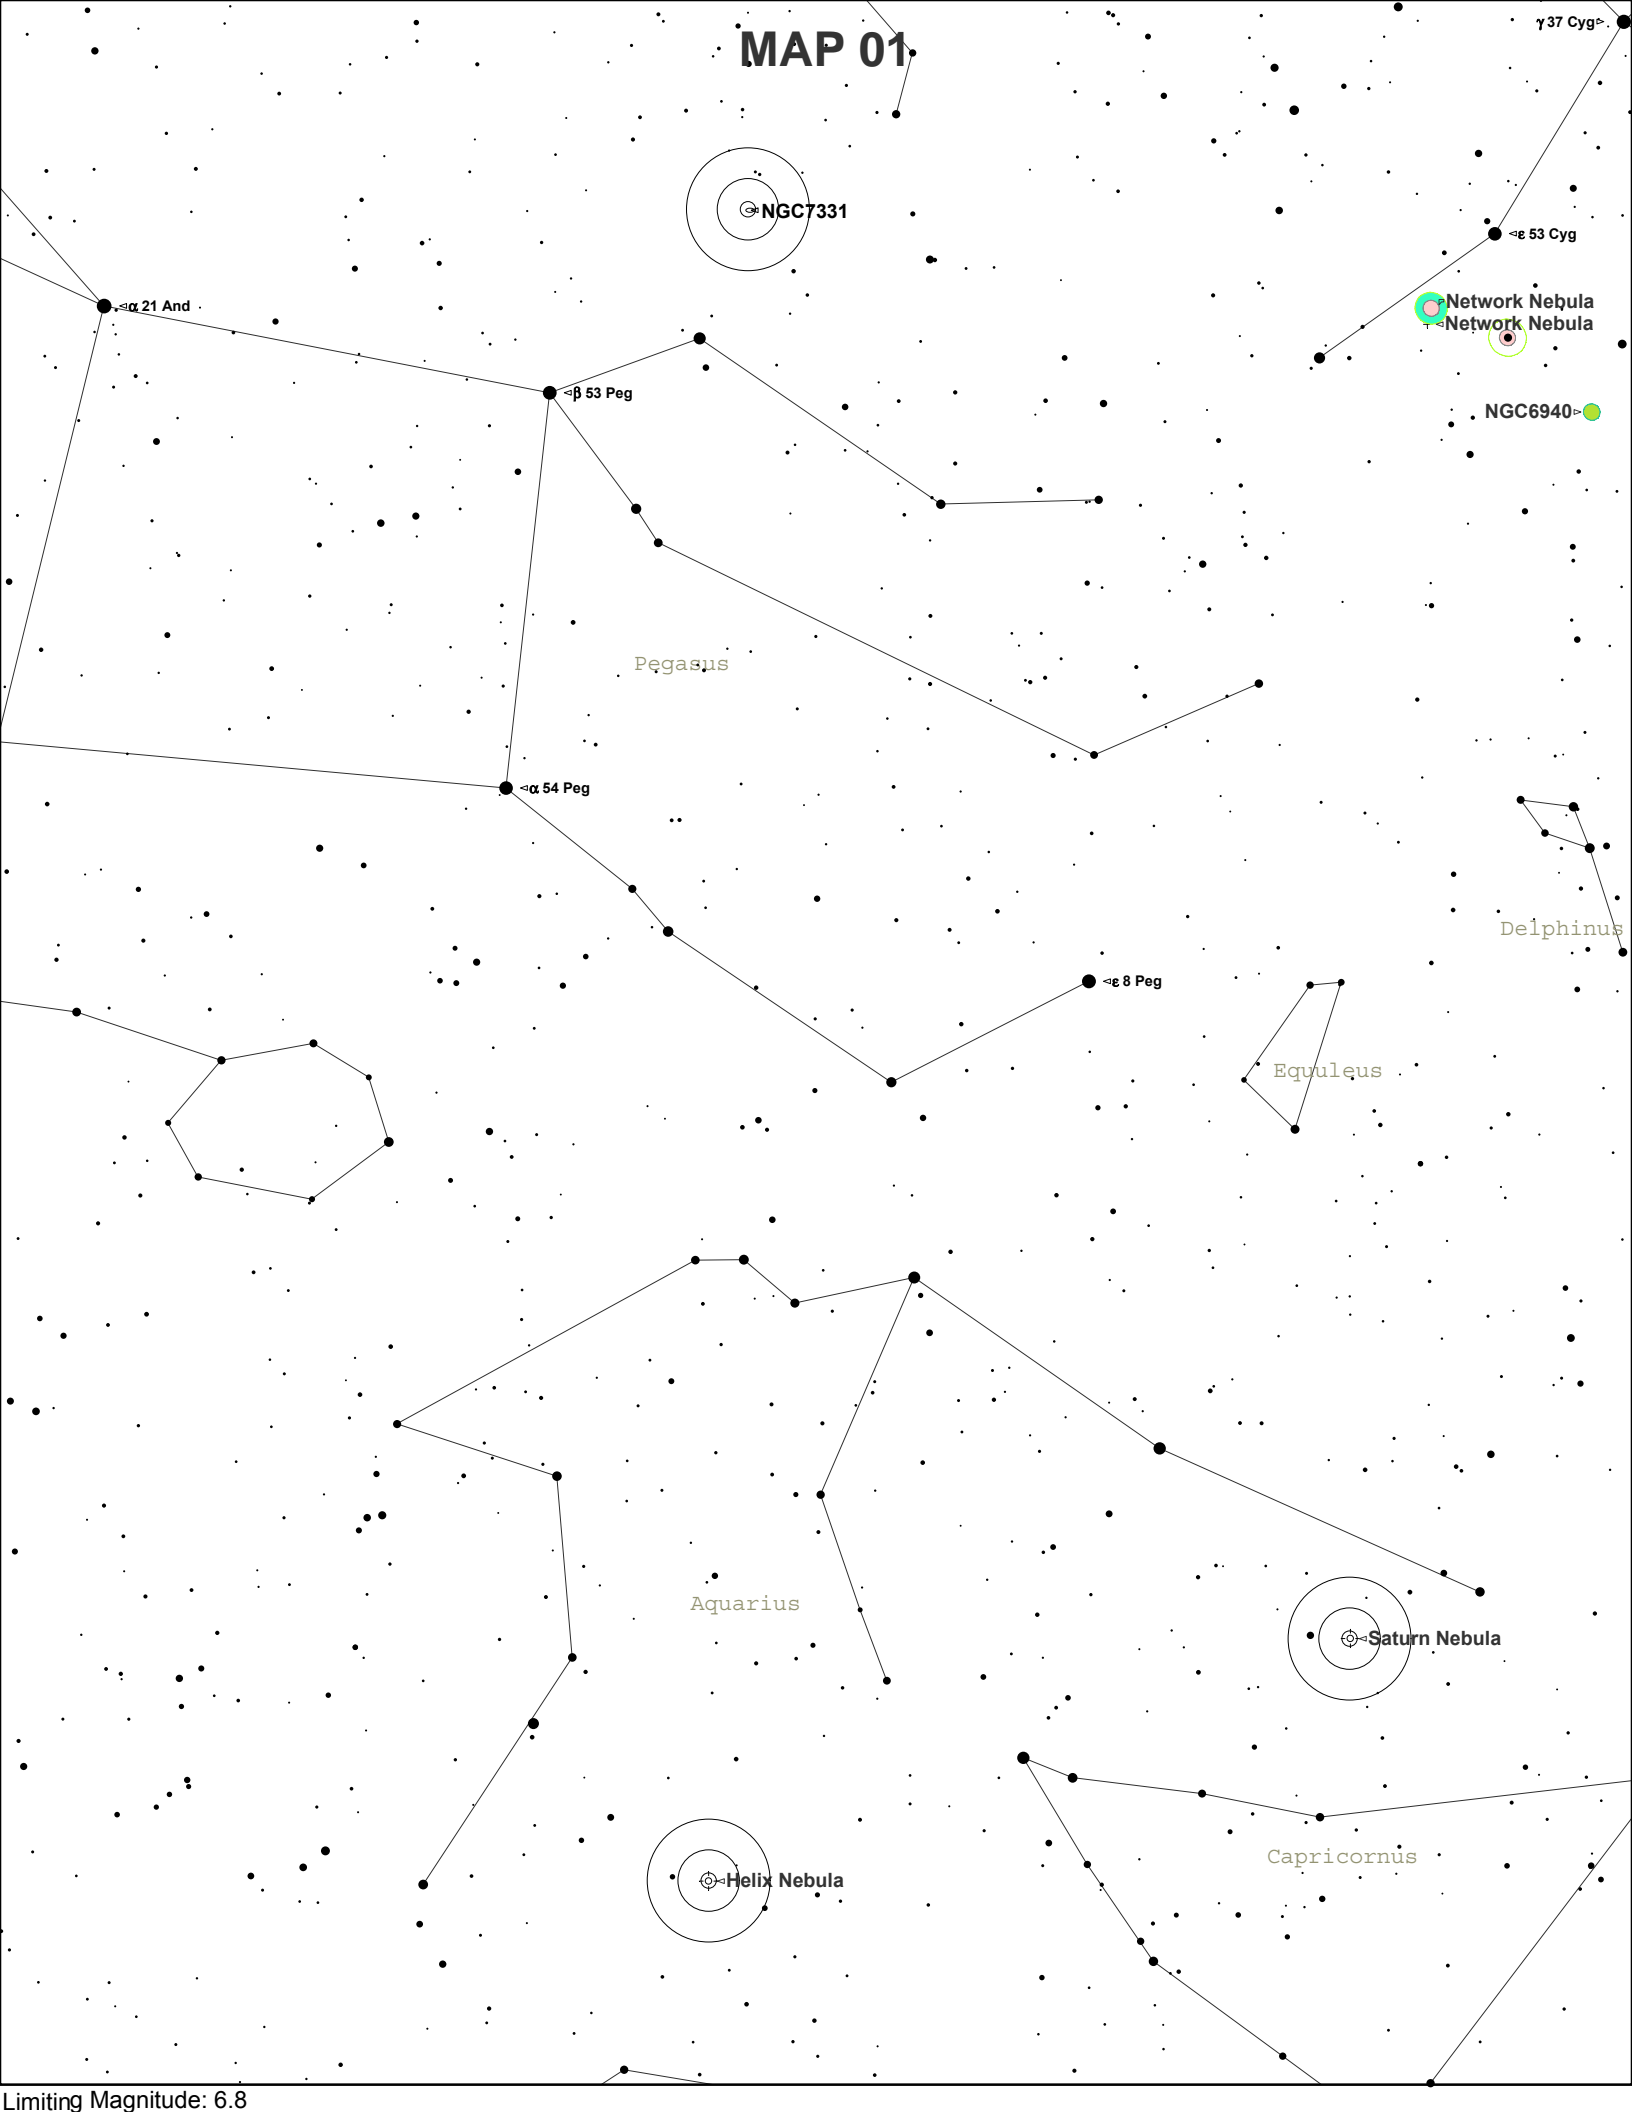 γ 37 Cyg
MAP 01
NGC7331
ε 53 Cyg
α 21 And
Network Nebula
Network Nebula
β 53 Peg
NGC6940
Pegasus
α 54 Peg
Delphinus
ε 8 Peg
Equuleus
Aquarius
Saturn Nebula
Capricornus
Helix Nebula
Limiting Magnitude: 6.8